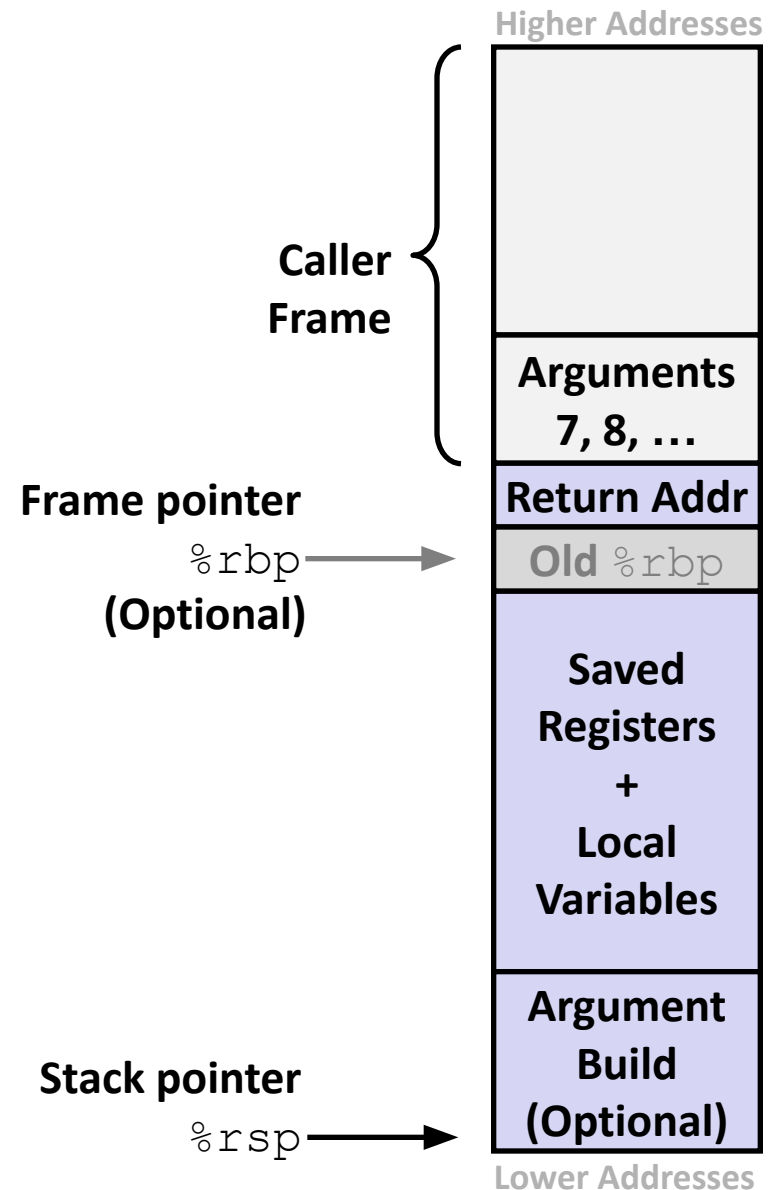 Higher Addresses
Caller
Frame
Arguments
7, 8, …
Return Addr
Frame pointer
%rbp
(Optional)
Old %rbp
Saved
Registers
+
Local
Variables
Argument
Build
(Optional)
Stack pointer
%rsp
Lower Addresses